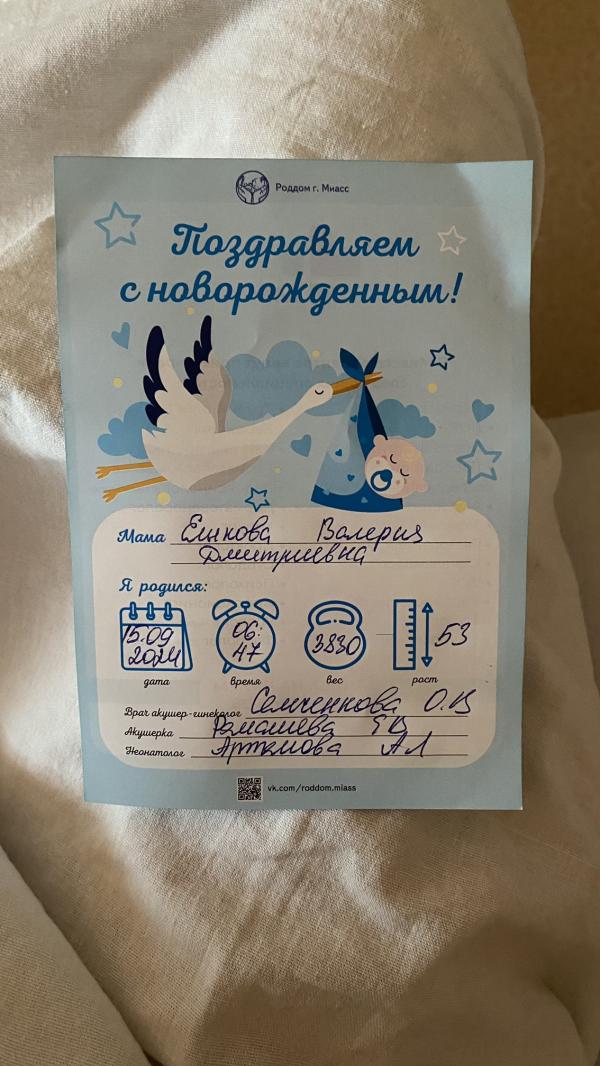 Роддом г. Миасс
Поздравляем
с новорожденным!
Мама Валерия
Дмитриевна
Я родился:
15.09 2024 06:47 3830 53
дата время вес рост
Врач акушер-гинеколог Семченкова О.В
Акушерка
Неонатолог Артемова АЛ
vk.com/roddom.miass